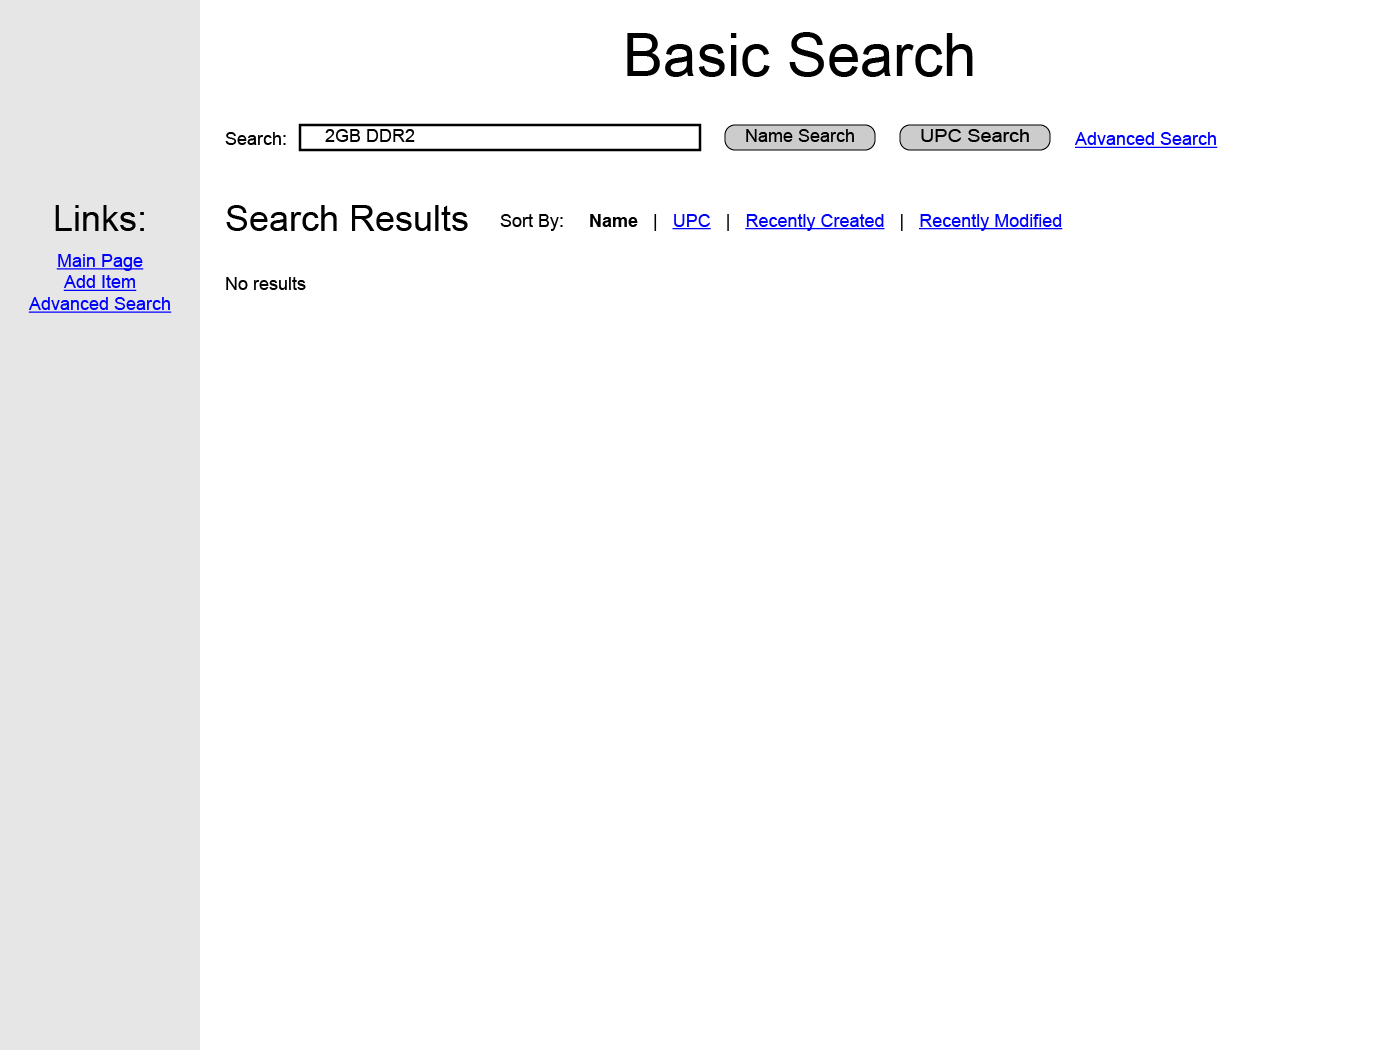 Basic Search
Search: 2GB DDR2 Name Search UPC Search Advanced Search
Links:
Main Page
Add Item
Advanced Search
Search Results Sort By: Name | UPC | Recently Created | Recently Modified
No results